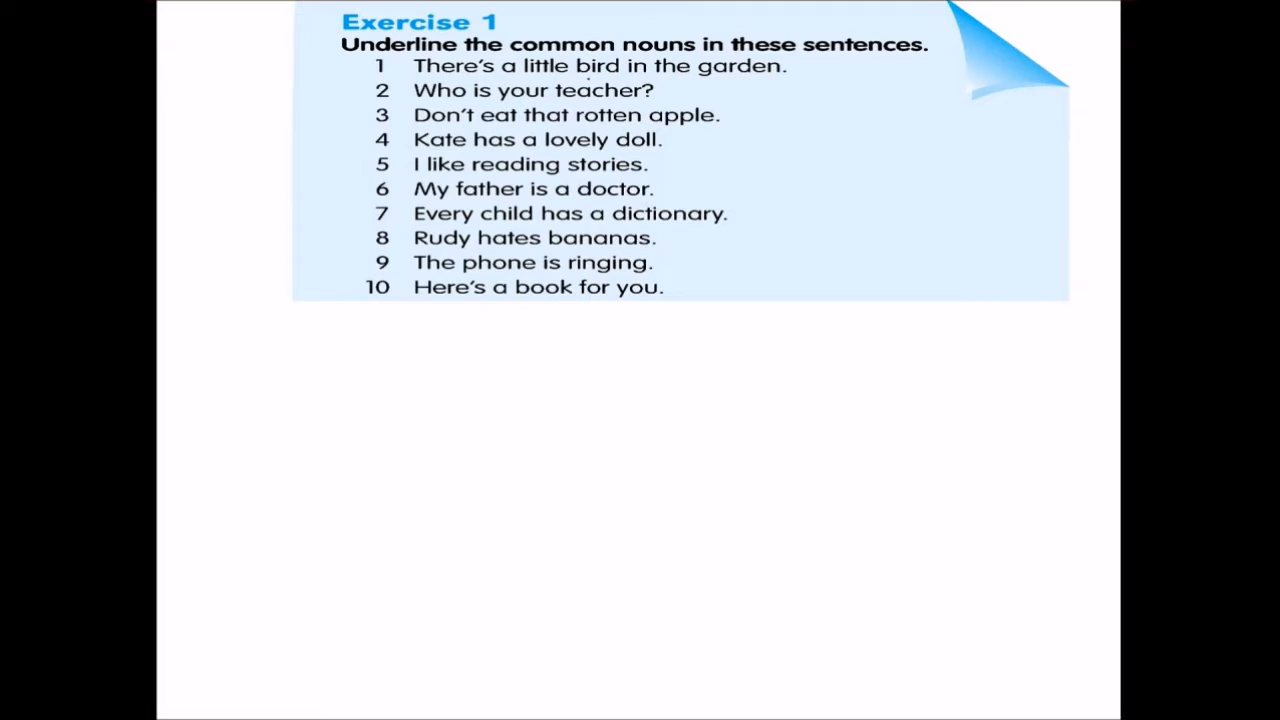 Exercise 1
Underline the common nouns in these sentences.
1 There's a little bird in the garden.
2 Who is your teacher?
3 Don't eat that rotten apple.
4 Kate has a lovely doll.
5 I like reading stories.
6 My father is a doctor.
7 Every child has a dictionary.
8 Rudy hates bananas.
9 The phone is ringing.
10 Here's a book for you.